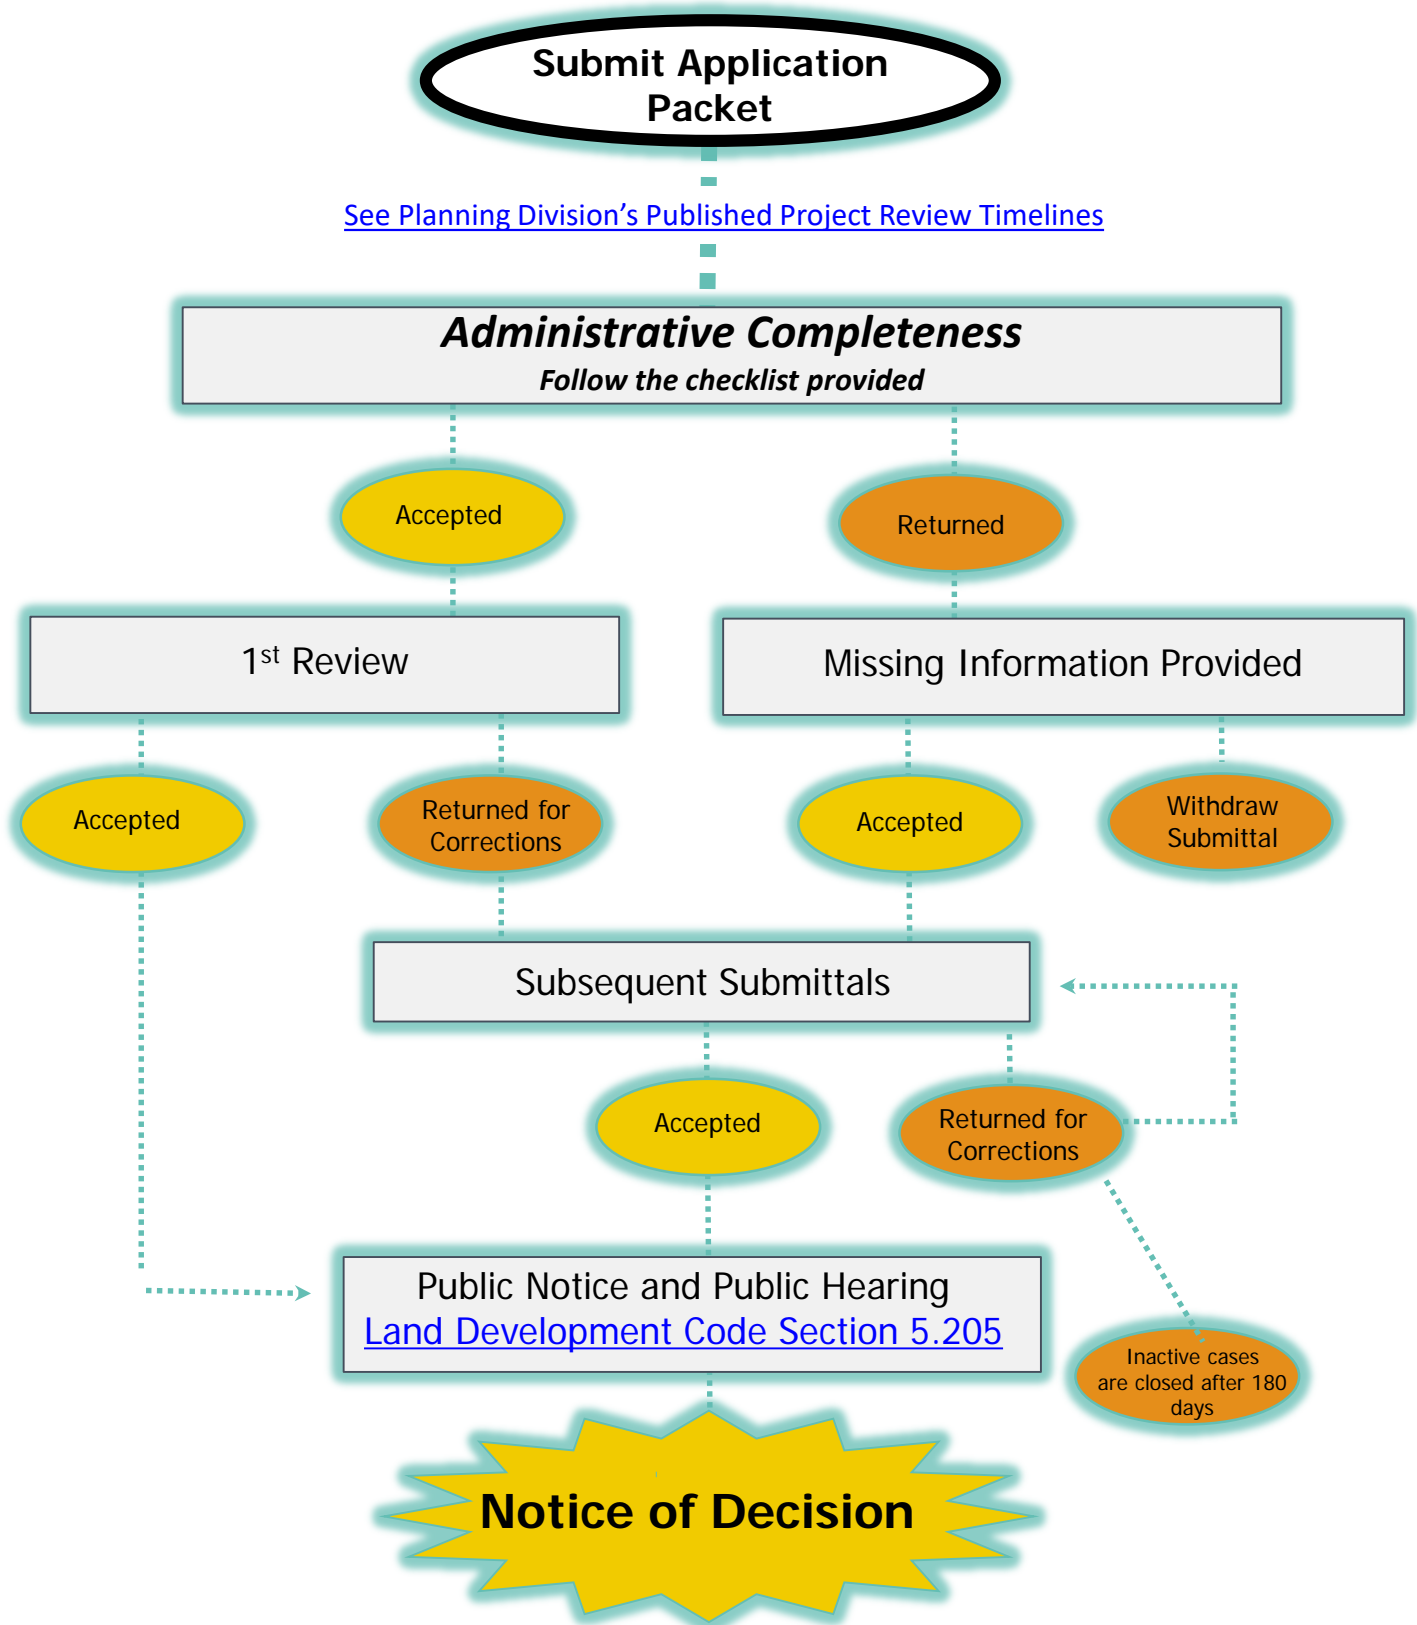 Submit Application
Packet
See Planning Division's Published Project Review Timelines
Administrative Completeness
Follow the checklist provided
Accepted
Returned
1st Review
Missing Information Provided
Accepted
Returned for
Corrections
Accepted
Withdraw
Submittal
Subsequent Submittals
Accepted
Returned for
Corrections
Public Notice and Public Hearing
Land Development Code Section 5.205
Inactive cases
are closed after 180
days
Notice of Decision